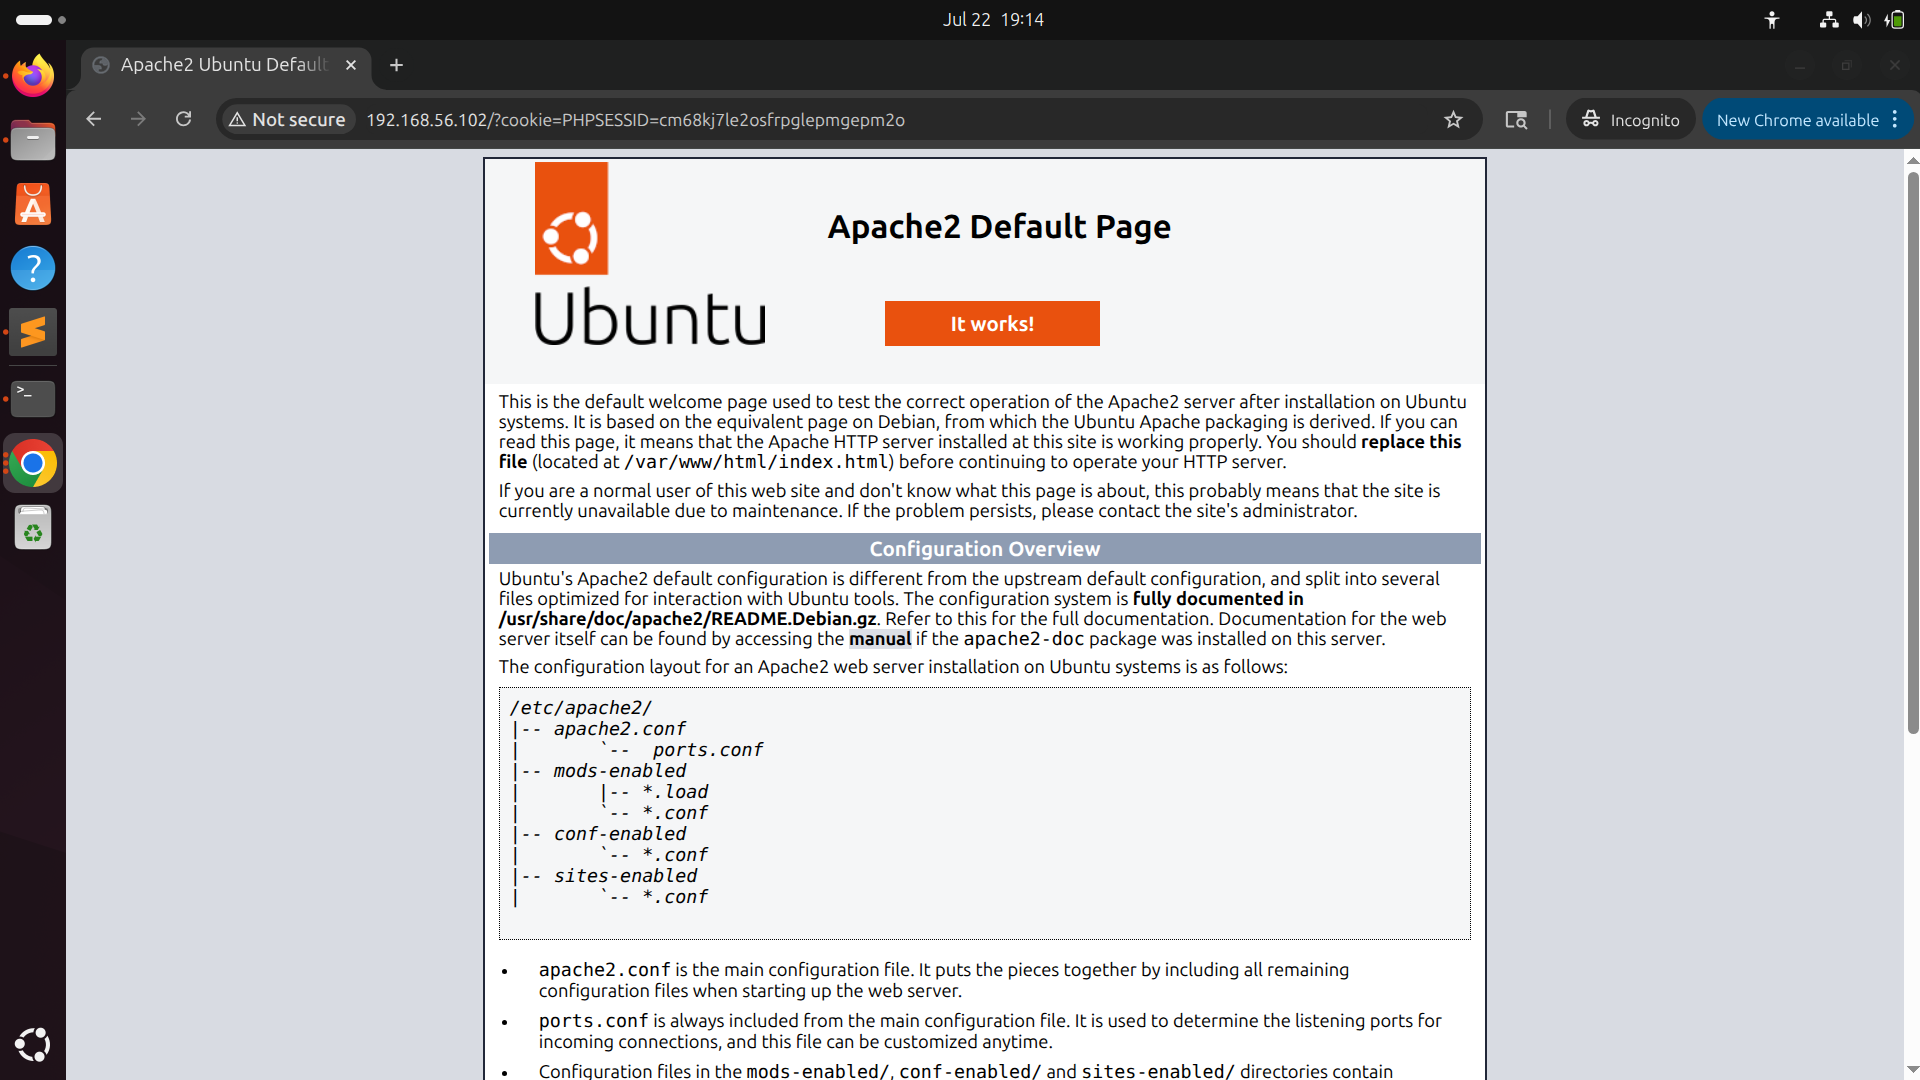 Jul 22 19:14
Apache2 Ubuntu Default
Not secure
192.168.56.102/?cookie=PHPSESSID=cm68kj7le2osfrpglepmgepm2o
Incognito
New Chrome available
Apache2 Default Page
Ubuntu
It works!
This is the default welcome page used to test the correct operation of the Apache2 server after installation on Ubuntu
systems. It is based on the equivalent page on Debian, from which the Ubuntu Apache packaging is derived. If you can
read this page, it means that the Apache HTTP server installed at this site is working properly. You should replace this
file (located at /var/www/html/index.html) before continuing to operate your HTTP server.
If you are a normal user of this web site and don't know what this page is about, this probably means that the site is
currently unavailable due to maintenance. If the problem persists, please contact the site's administrator.
Configuration Overview
Ubuntu's Apache2 default configuration is different from the upstream default configuration, and split into several
files optimized for interaction with Ubuntu tools. The configuration system is fully documented in
/usr/share/doc/apache2/README.Debian.gz. Refer to this for the full documentation. Documentation for the web
server itself can be found by accessing the manual if the apache2-doc package was installed on this server.
The configuration layout for an Apache2 web server installation on Ubuntu systems is as follows:
/etc/apache2/
|-- apache2.conf
|       `--  ports.conf
|-- mods-enabled
|       |-- *.load
|       `-- *.conf
|-- conf-enabled
|       `-- *.conf
|-- sites-enabled
|       `-- *.conf
• apache2.conf is the main configuration file. It puts the pieces together by including all remaining
configuration files when starting up the web server.
• ports.conf is always included from the main configuration file. It is used to determine the listening ports for
incoming connections, and this file can be customized anytime.
• Configuration files in the mods-enabled/, conf-enabled/ and sites-enabled/ directories contain